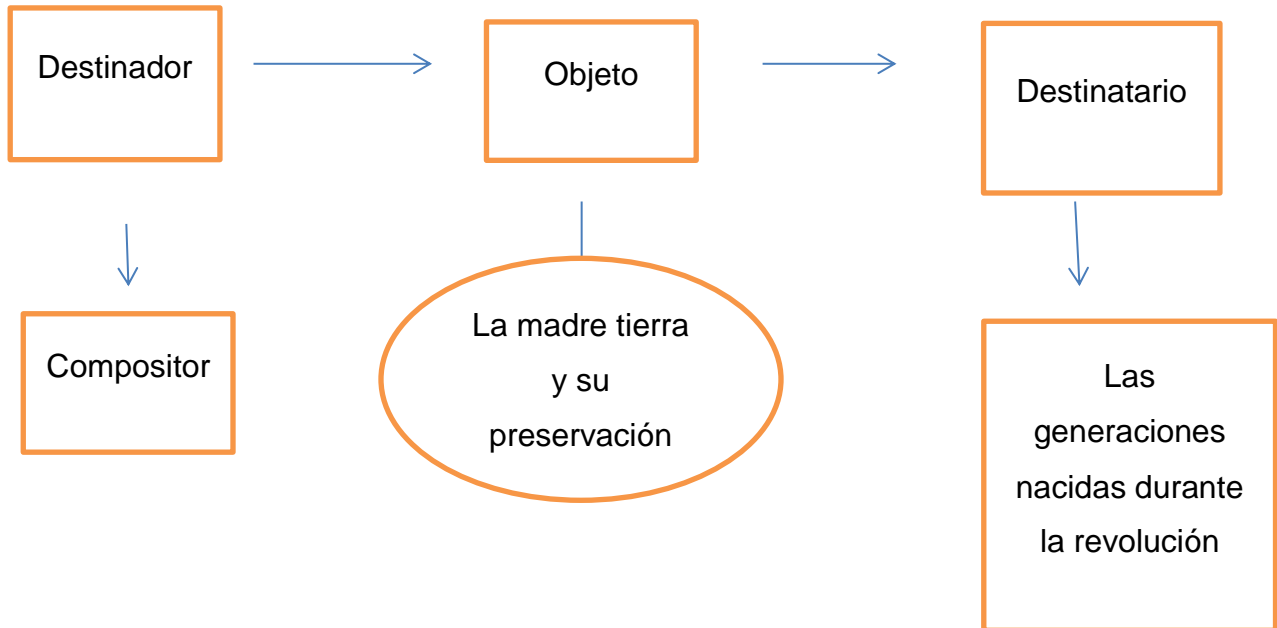 Destinador
Objeto
Destinatario
Compositor
La madre tierra
y su
preservación
Las
generaciones
nacidas durante
la revolución